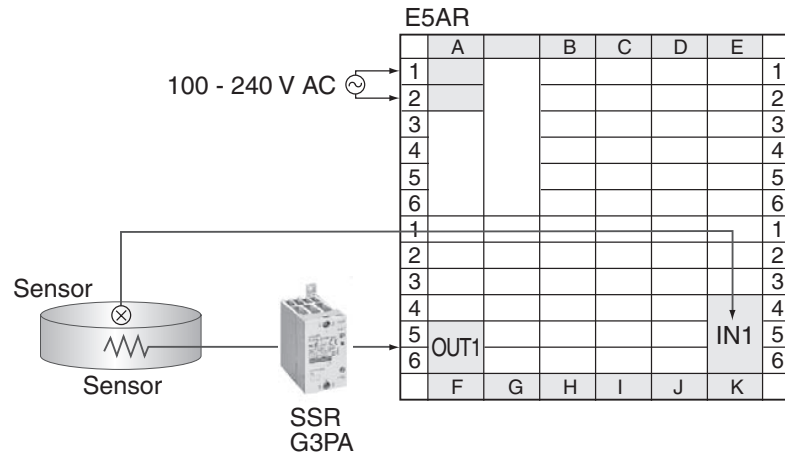 E5AR
A B C D E
100 - 240 V AC
1 1
2 2
3 3
4 4
5 5
6 6
1 1
2 2
3 3
Sensor
4 4
5 OUT1 IN1 5
6 6
Sensor
F G H I J K
SSR
G3PA